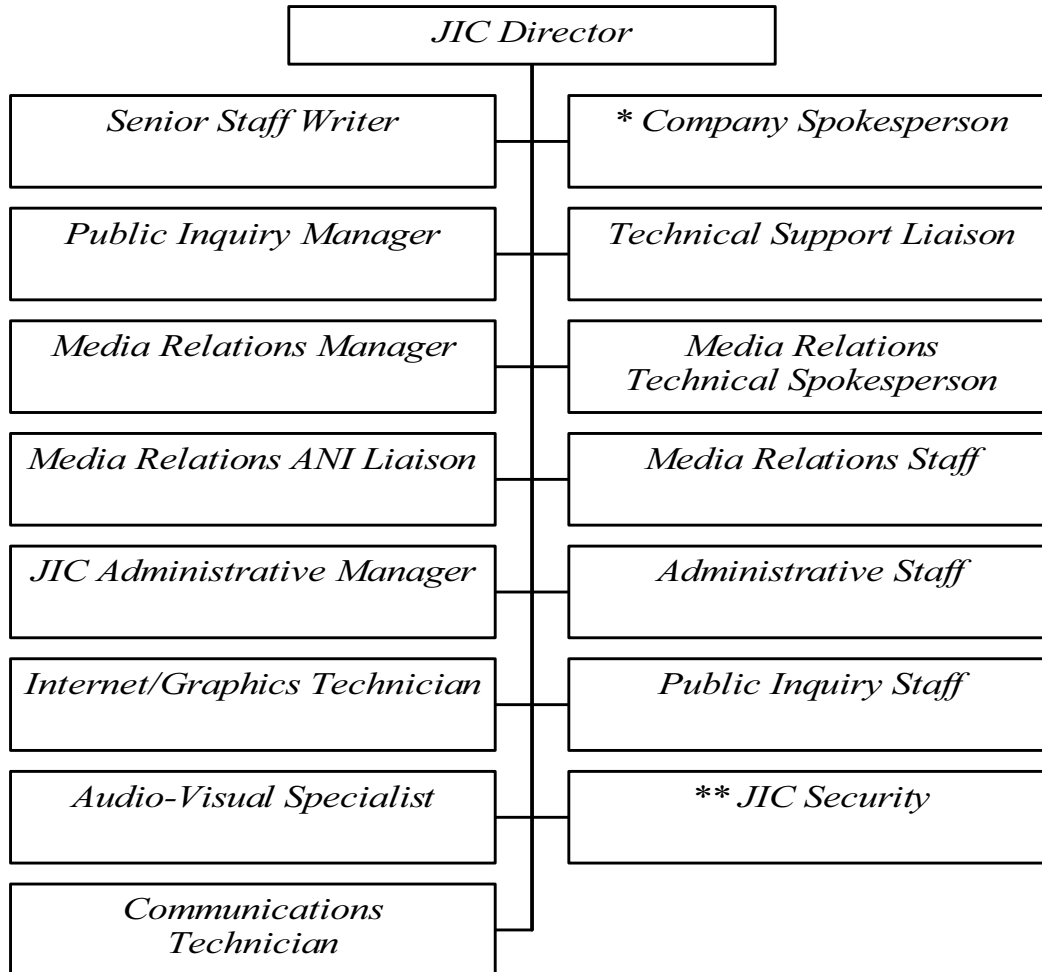 JIC Director
Senior Staff Writer
* Company Spokesperson
Public Inquiry Manager
Technical Support Liaison
Media Relations Manager
Media Relations
Technical Spokesperson
Media Relations ANI Liaison
Media Relations Staff
JIC Administrative Manager
Administrative Staff
Internet/Graphics Technician
Public Inquiry Staff
Audio-Visual Specialist
** JIC Security
Communications
Technician